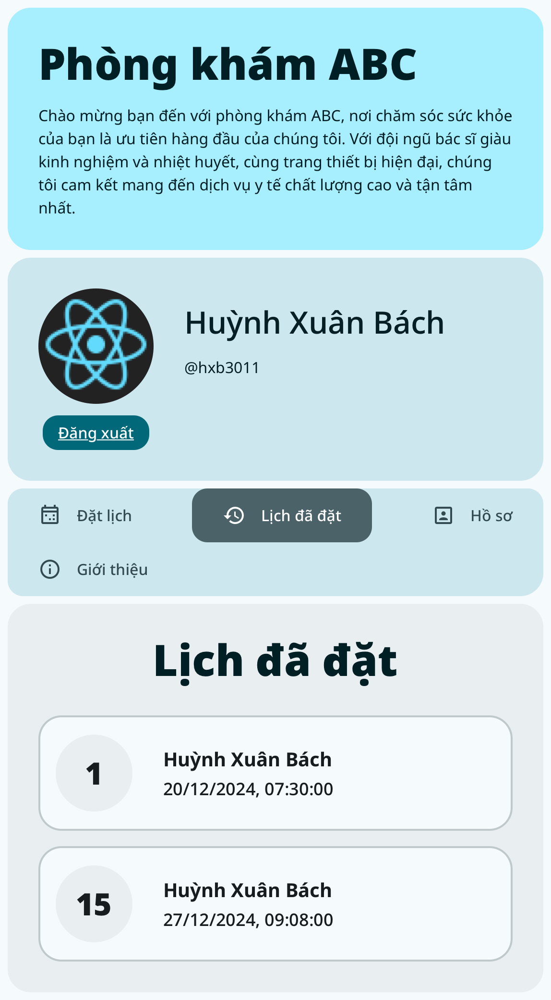 Phòng khám ABC
Chào mừng bạn đến với phòng khám ABC, nơi chăm sóc sức khỏe
của bạn là ưu tiên hàng đầu của chúng tôi. Với đội ngũ bác sĩ giàu
kinh nghiệm và nhiệt huyết, cùng trang thiết bị hiện đại, chúng
tôi cam kết mang đến dịch vụ y tế chất lượng cao và tận tâm
nhất.
Huỳnh Xuân Bách
@hxb3011
Đăng xuất
Đặt lịch
Lịch đã đặt
Hồ sơ
Giới thiệu
Lịch đã đặt
1
Huỳnh Xuân Bách
20/12/2024, 07:30:00
15
Huỳnh Xuân Bách
27/12/2024, 09:08:00